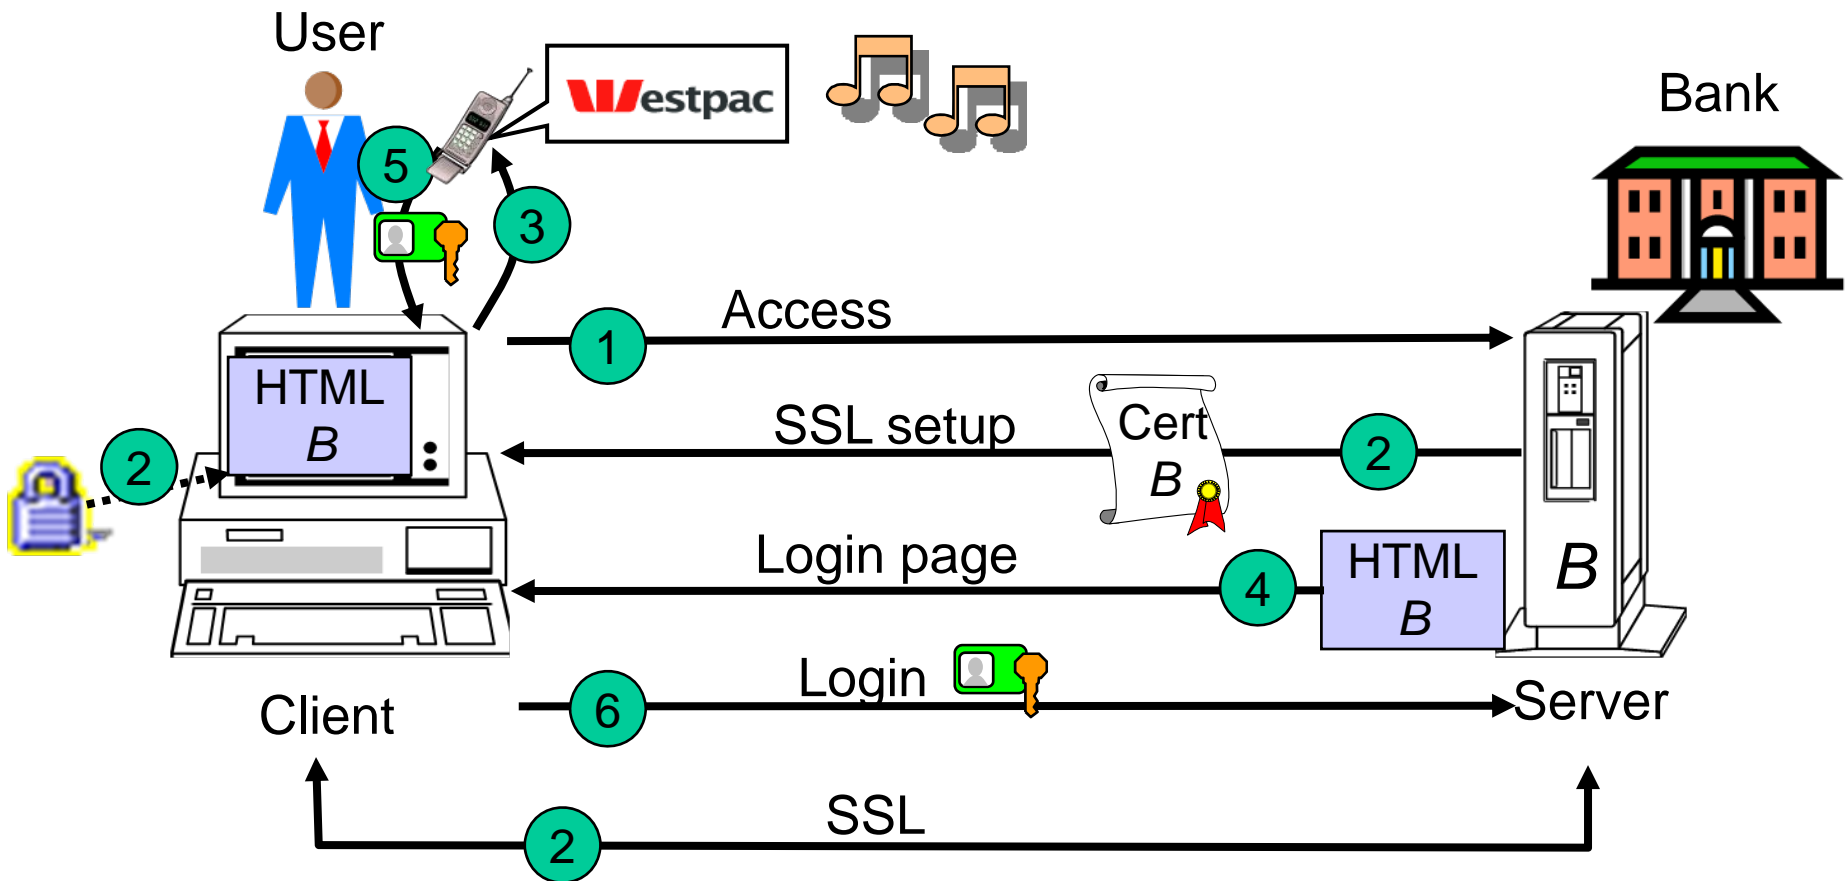 User
Westpac
Bank
5
3
Access
1
HTML
B
SSL setup
Cert
B
2
2
Login page
4
HTML
B
B
Login
6
Client
Server
SSL
2